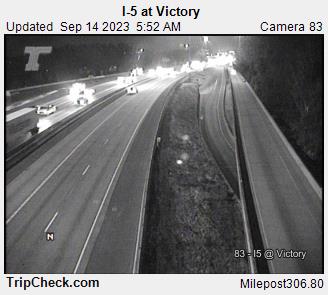 I-5 at Victory
Updated Sep 14 2023 5:52 AM Camera 83
T
N
83 - I5 @ Victory
TripCheck.com Milepost306.80